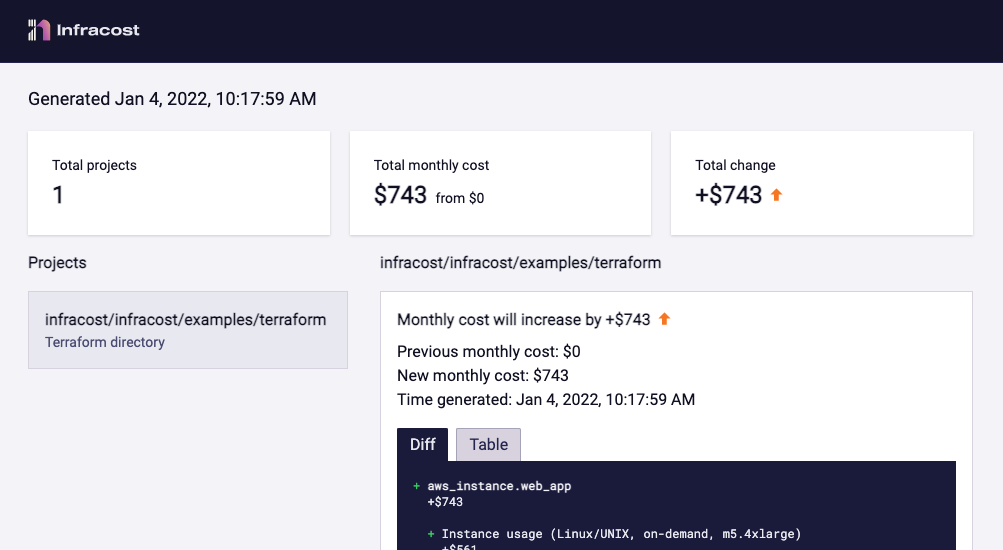 Infracost
Generated Jan 4, 2022, 10:17:59 AM
Total projects
1
Total monthly cost
$743 from $0
Total change
+$743
Projects
infracost/infracost/examples/terraform
Terraform directory
infracost/infracost/examples/terraform
Monthly cost will increase by +$743
Previous monthly cost: $0
New monthly cost: $743
Time generated: Jan 4, 2022, 10:17:59 AM
Diff
Table
+ aws_instance.web_app
+$743
+ Instance usage (Linux/UNIX, on-demand, m5.4xlarge)
+$561